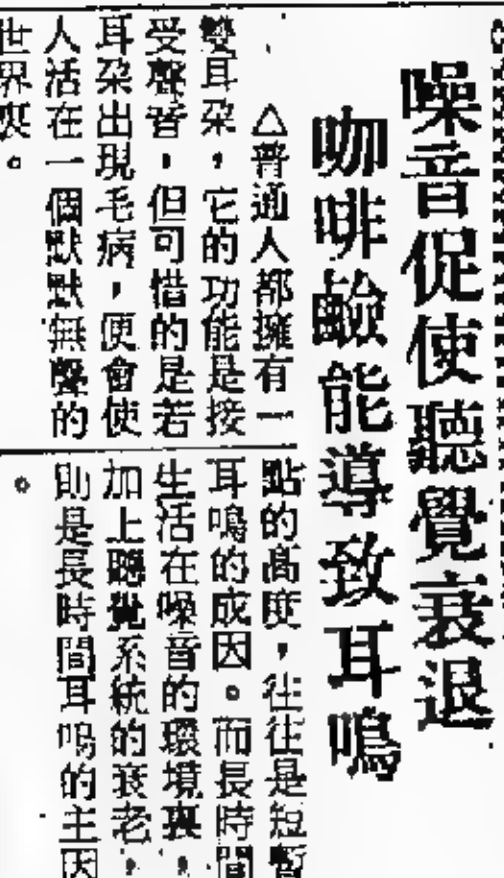 噪音促使聽覺衰退
咖啡鹼能導致耳鳴
△普通人都擁有一
雙耳朵，它的功能是接
受聲音，但可惜的是若
耳朵出現毛病，便會使
人活在一個默默無聲的
世界裏。
點的高度，往往是短暫
耳鳴的成因。而長時間
生活在噪音的環境裏，
加上聽覺系統的衰老，
則是長時間耳鳴的主因
。